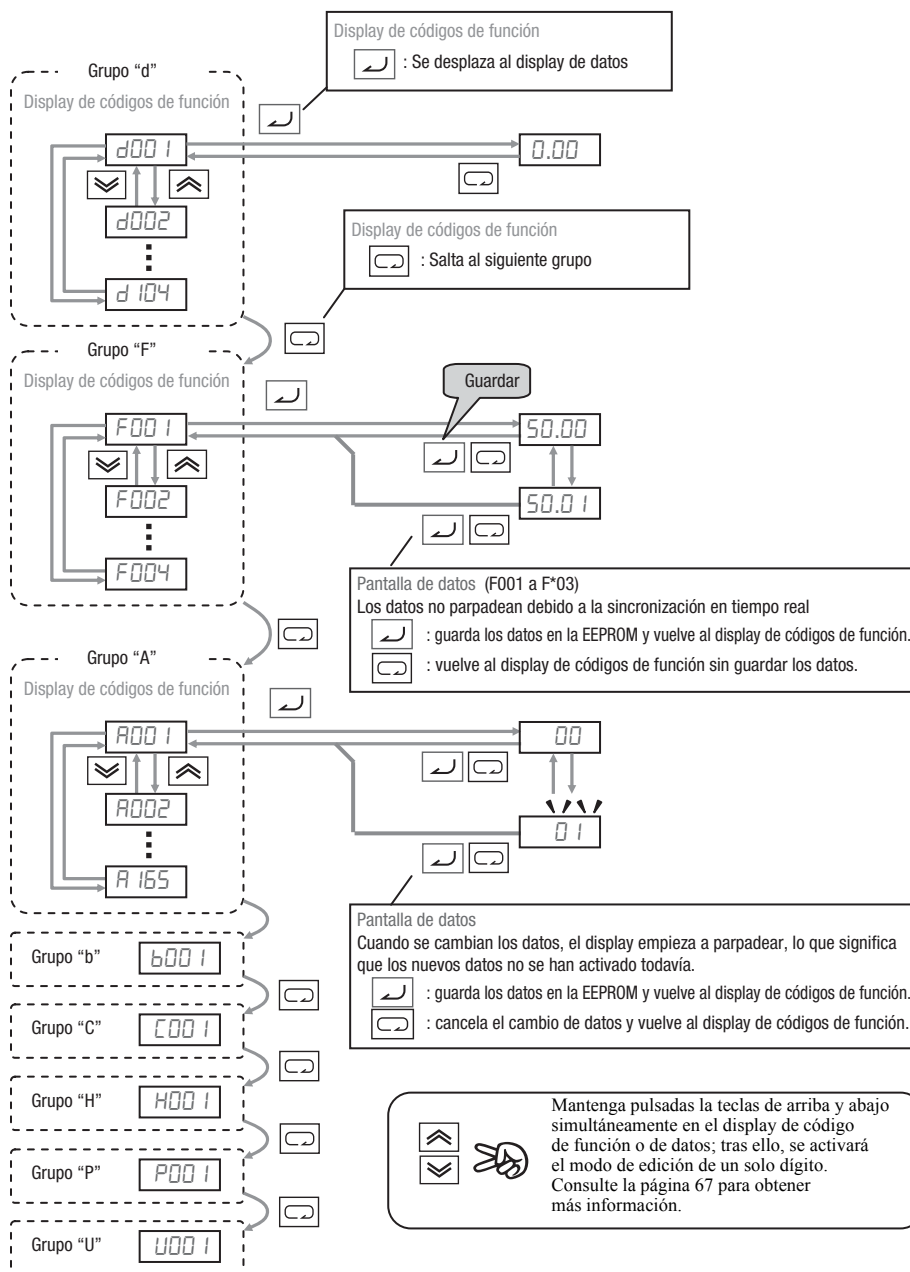 Display de códigos de función
: Se desplaza al display de datos
Grupo “d”
Display de códigos de función
d001
0.00
d002
d104
Display de códigos de función
: Salta al siguiente grupo
Grupo “F”
Display de códigos de función
Guardar
F001
50.00
F002
50.01
F004
Pantalla de datos (F001 a F*03)
Los datos no parpadean debido a la sincronización en tiempo real
: guarda los datos en la EEPROM y vuelve al display de códigos de función.
: vuelve al display de códigos de función sin guardar los datos.
Grupo “A”
Display de códigos de función
A001
00
A002
01
A165
Pantalla de datos
Cuando se cambian los datos, el display empieza a parpadear, lo que significa
que los nuevos datos no se han activado todavía.
: guarda los datos en la EEPROM y vuelve al display de códigos de función.
: cancela el cambio de datos y vuelve al display de códigos de función.
Grupo “b”
b001
Grupo “C”
C001
Grupo “H”
H001
Grupo “P”
P001
Grupo “U”
U001
Mantenga pulsadas la teclas de arriba y abajo
simultáneamente en el display de código
de función o de datos; tras ello, se activará
el modo de edición de un solo dígito.
Consulte la página 67 para obtener
más información.